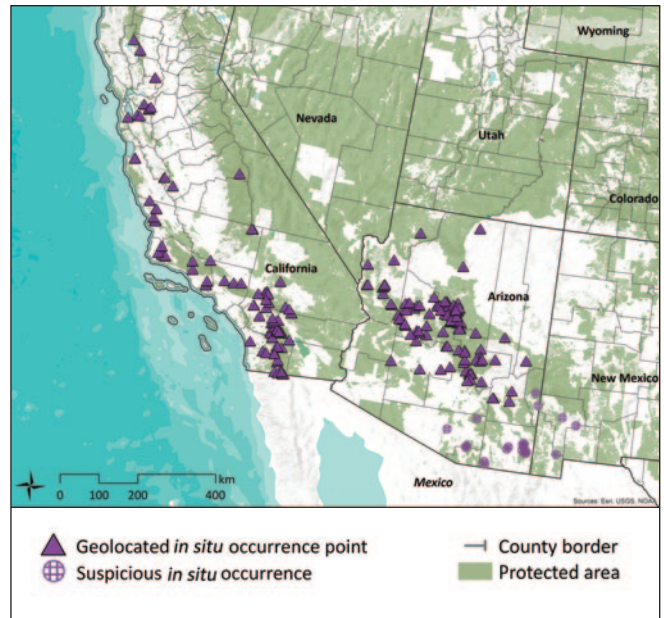 Wyoming
Nevada
Utah
Colorado
California
Arizona
New Mexico
Mexico
km
0 100 200 400
Sources: Esri, USGS, NOAA
Geolocated in situ occurrence point
County border
Suspicious in situ occurrence
Protected area